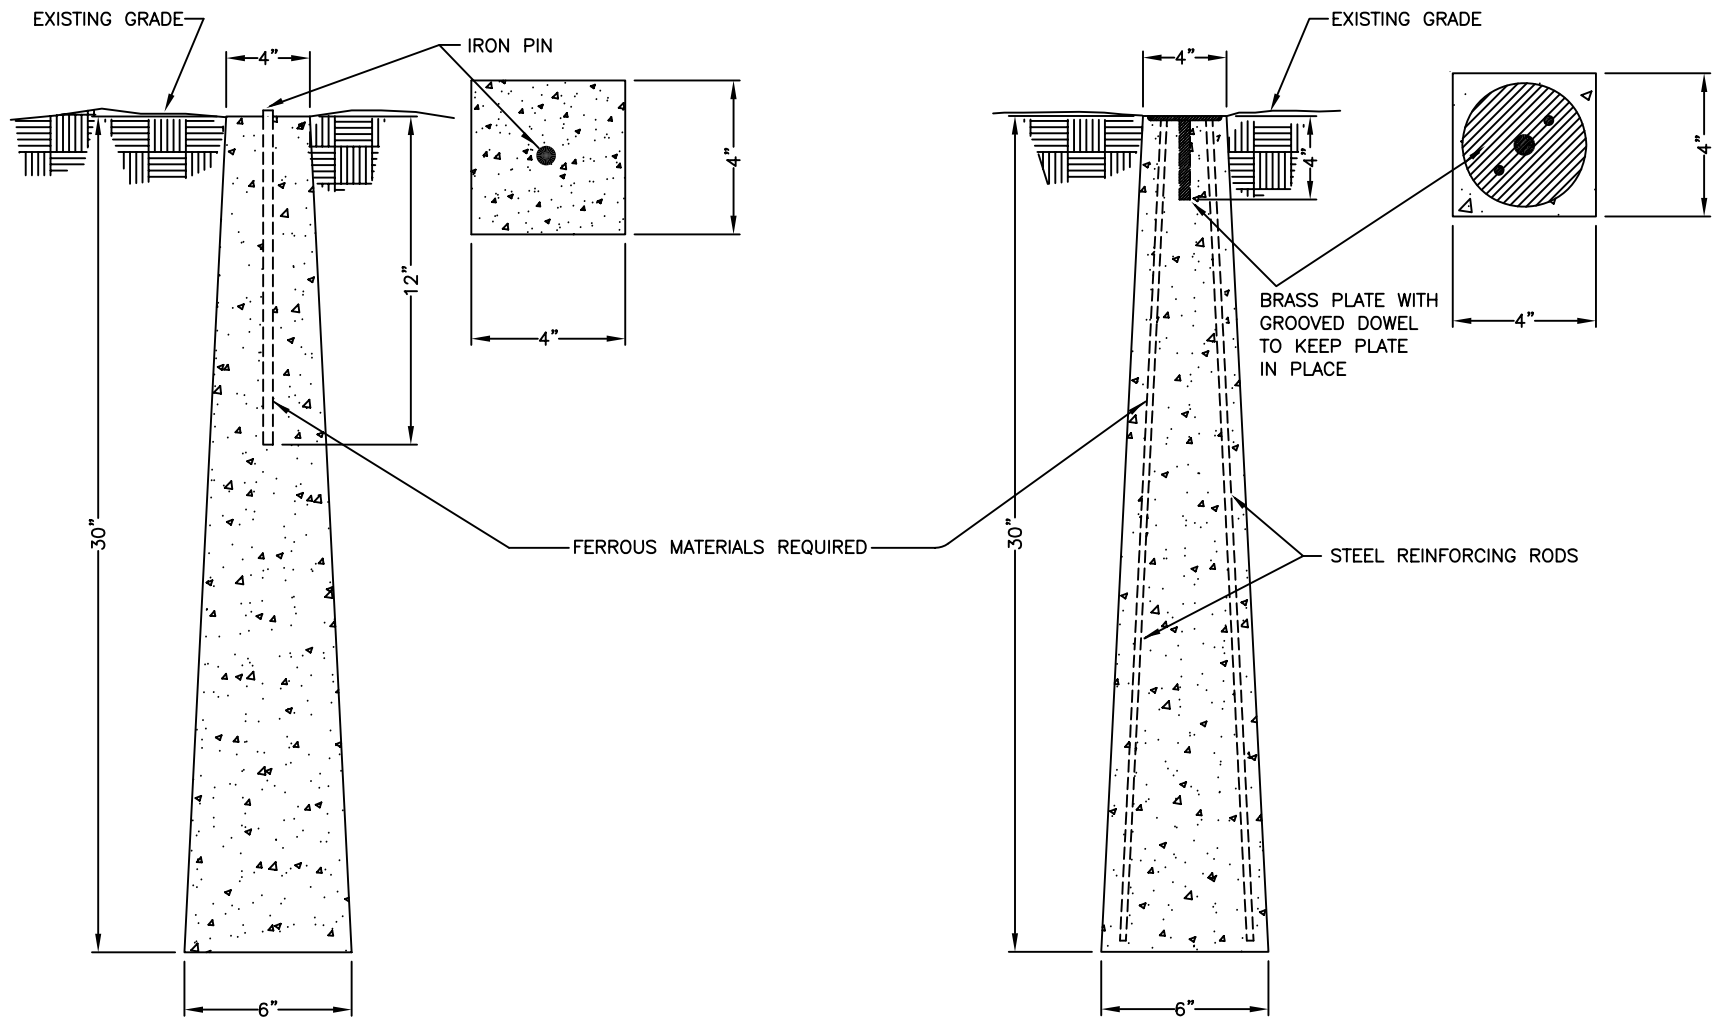 EXISTING GRADE
4"
IRON PIN
4"
4"
12"
30"
6"
FERROUS MATERIALS REQUIRED
EXISTING GRADE
4"
4"
4"
4"
BRASS PLATE WITH
GROOVED DOWEL
TO KEEP PLATE
IN PLACE
30"
STEEL REINFORCING RODS
6"